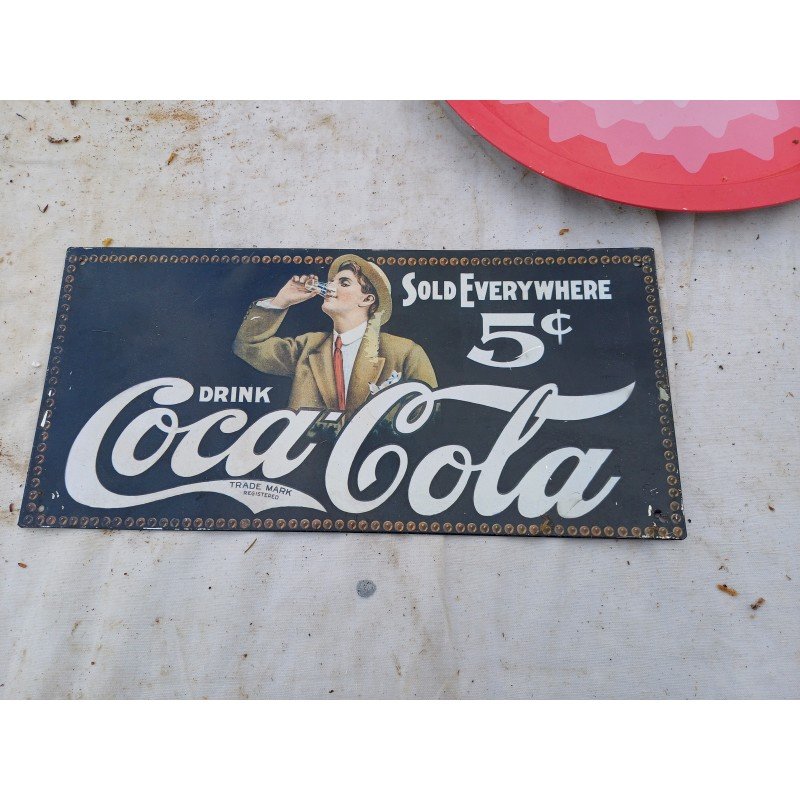 SOLD EVERYWHERE
5¢
DRINK
Coca-Cola
TRADE MARK
REGISTERED